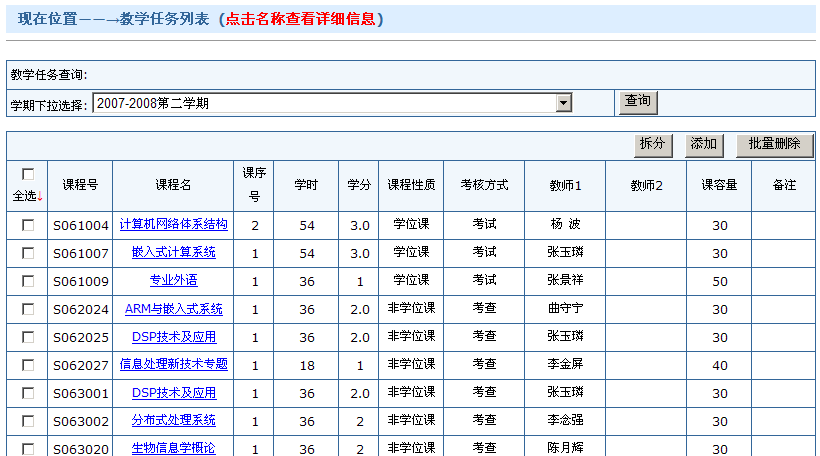 现在位置——→教学任务列表（点击名称查看详细信息）
教学任务查询：
学期下拉选择： 2007-2008第二学期 查询
拆分 添加 批量删除
全选↓ 课程号 课程名 课序号 学时 学分 课程性质 考核方式 教师1 教师2 课容量 备注
S061004 计算机网络体系结构 2 54 3.0 学位课 考试 杨 波 30
S061007 嵌入式计算系统 1 54 3.0 学位课 考试 张玉璘 30
S061009 专业外语 1 36 1 学位课 考试 张景祥 50
S062024 ARM与嵌入式系统 1 36 2.0 非学位课 考查 曲守宁 30
S062025 DSP技术及应用 1 36 2.0 非学位课 考查 张玉璘 30
S062027 信息处理新技术专题 1 18 1 非学位课 考查 李金屏 40
S063001 DSP技术及应用 1 36 2.0 非学位课 考查 张玉璘 30
S063002 分布式处理系统 1 36 2 非学位课 考查 李念强 30
S063020 生物信息学概论 1 36 2 非学位课 考查 陈月辉 30